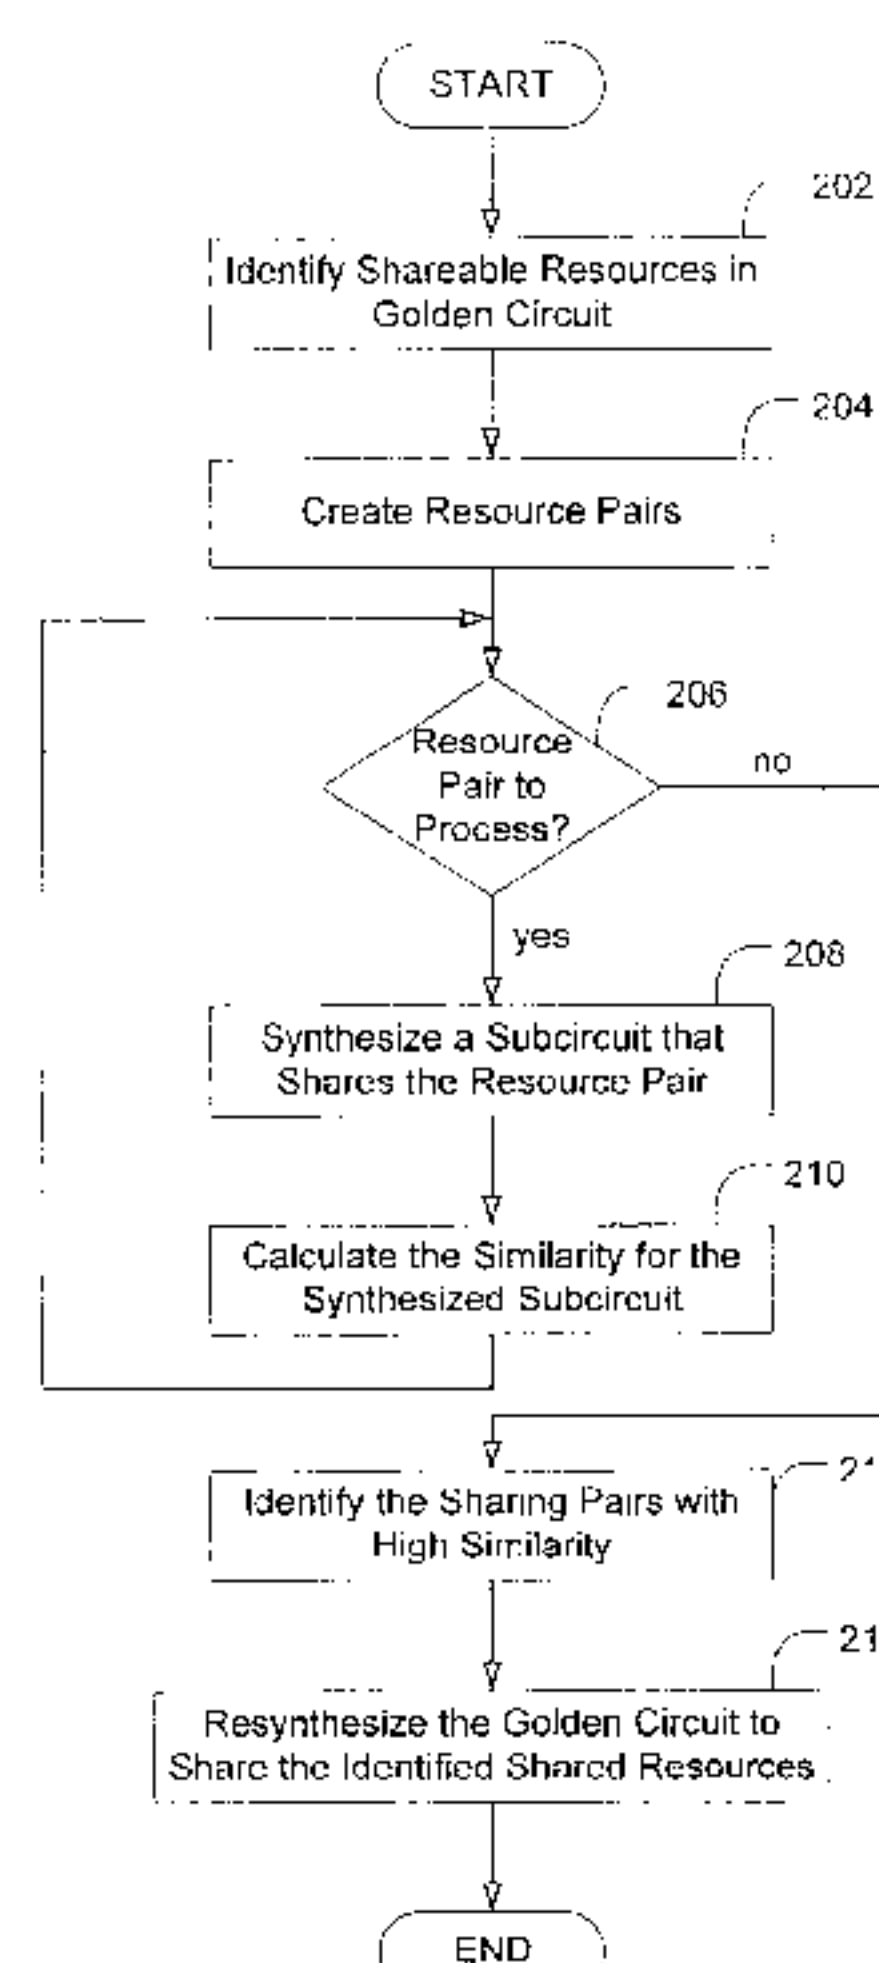 START
202
Identify Shareable Resources in
Golden Circuit
204
Create Resource Pairs
206
Resource
Pair to
Process?
no
yes
208
Synthesize a Subcircuit that
Shares the Resource Pair
210
Calculate the Similarity for the
Synthesized Subcircuit
Identify the Sharing Pairs with
High Similarity
21
Resynthesize the Golden Circuit to
Share the Identified Shared Resources
END